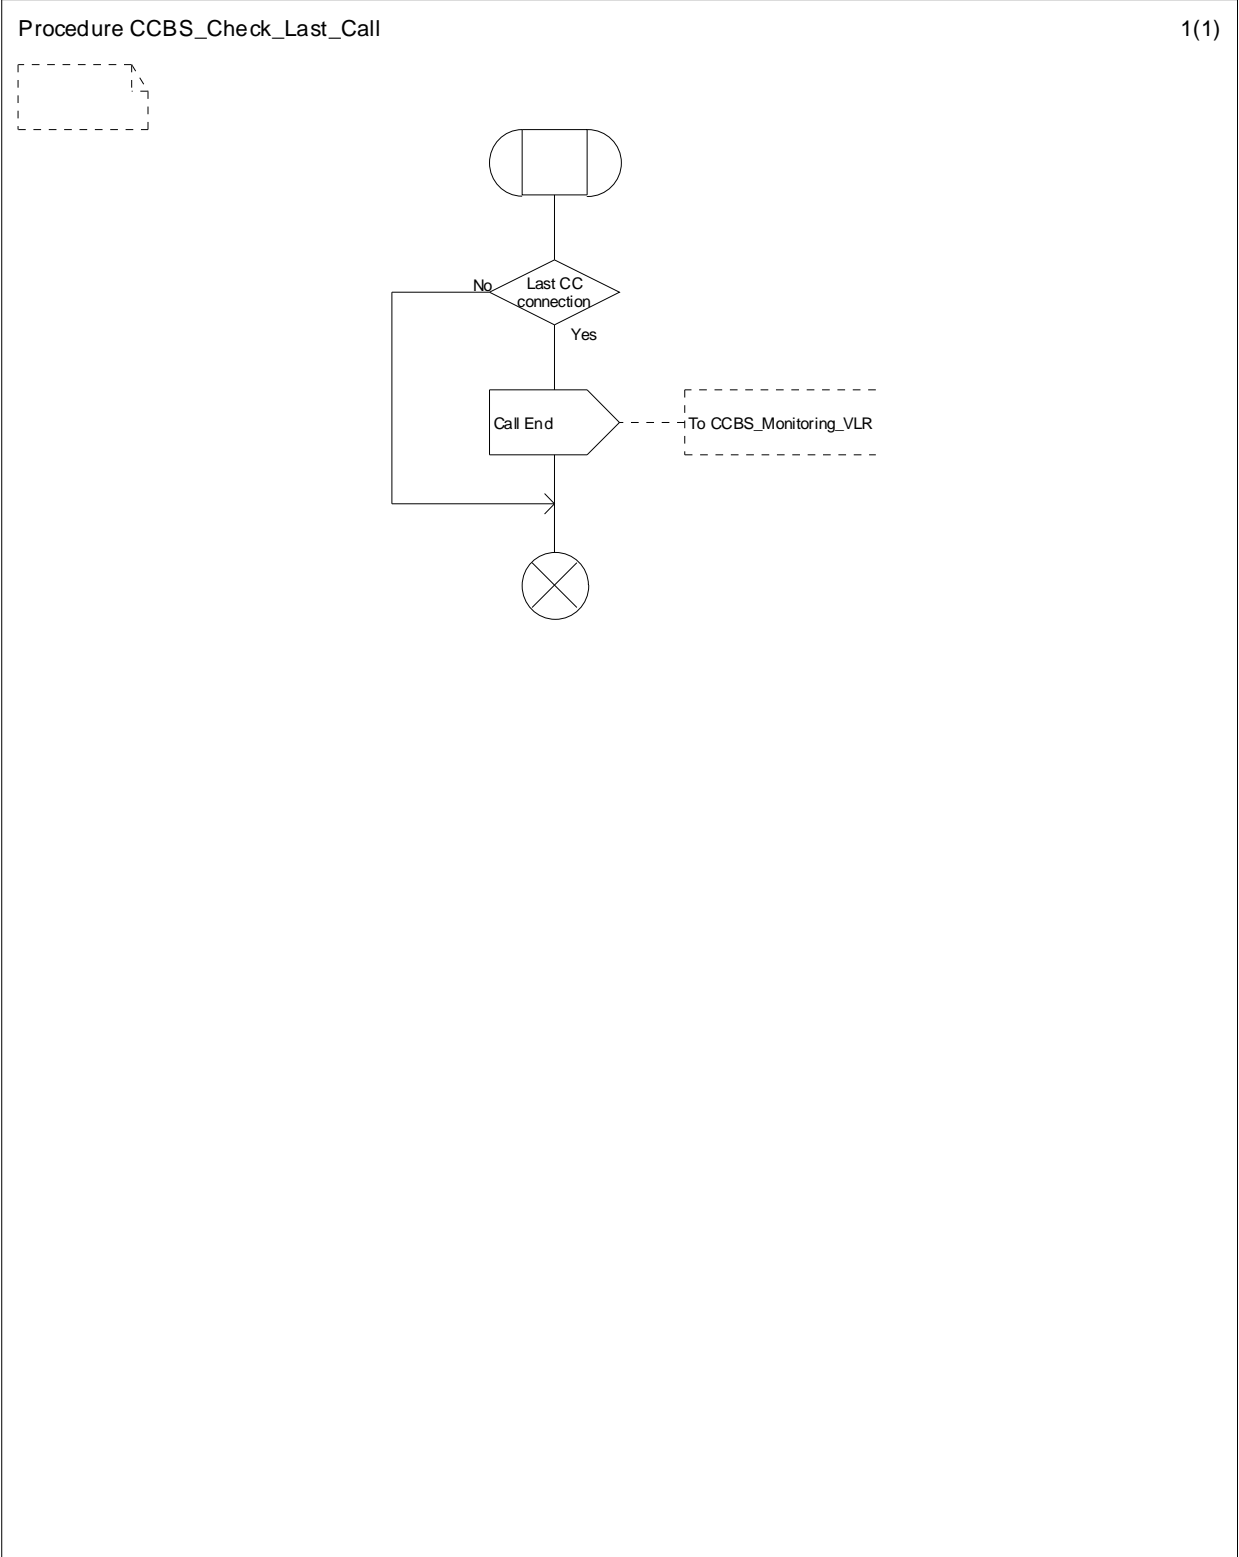 Procedure CCBS_Check_Last_Call
1(1)
No
Last CC
connection
Yes
Call End
To CCBS_Monitoring_VLR